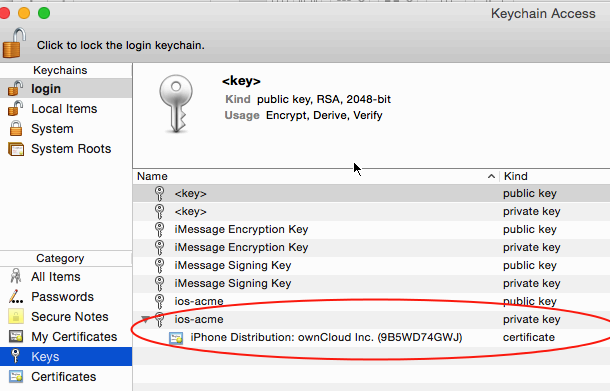 Keychain Access
Click to lock the login keychain.
Keychains
login
Local Items
System
System Roots
<key>
Kind public key, RSA, 2048-bit
Usage Encrypt, Derive, Verify
Name Kind
<key> public key
<key> private key
iMessage Encryption Key public key
iMessage Encryption Key private key
iMessage Signing Key public key
iMessage Signing Key private key
ios-acme public key
ios-acme private key
iPhone Distribution: ownCloud Inc. (9B5WD74GWJ) certificate
Category
All Items
Passwords
Secure Notes
My Certificates
Keys
Certificates